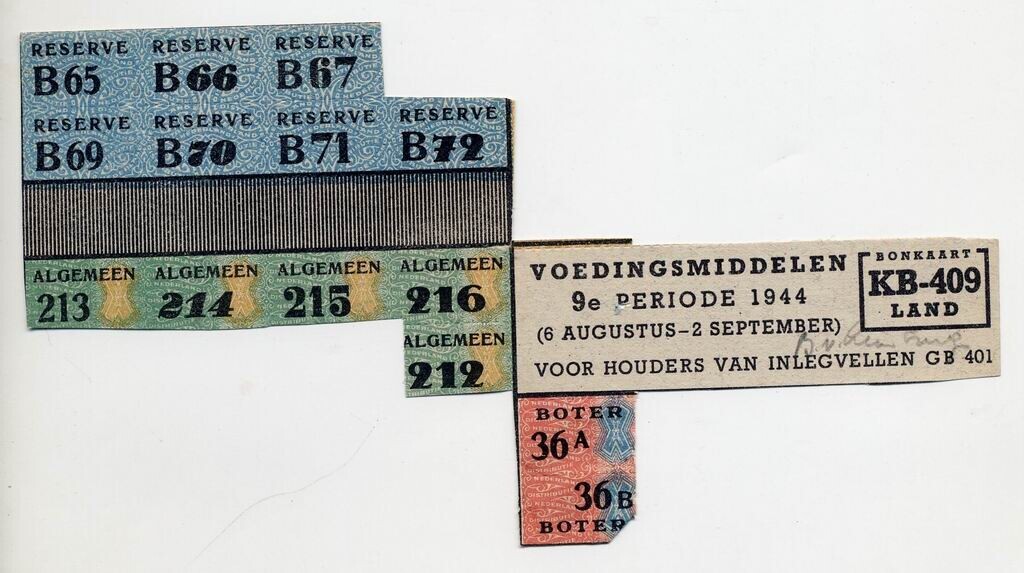 RESERVE RESERVE RESERVE
B65 B66 B67
RESERVE RESERVE RESERVE RESERVE
B69 B70 B71 B72
ALGEMEEN ALGEMEEN ALGEMEEN ALGEMEEN
213 214 215 216
ALGEMEEN
212
VOEDINGSMIDDELEN
9e PERIODE 1944
(6 AUGUSTUS-2 SEPTEMBER)
VOOR HOUDERS VAN INLEGVELLEN GB 401
BONKAART
KB-409
LAND
BOTER
36 A
36 B
BOTER